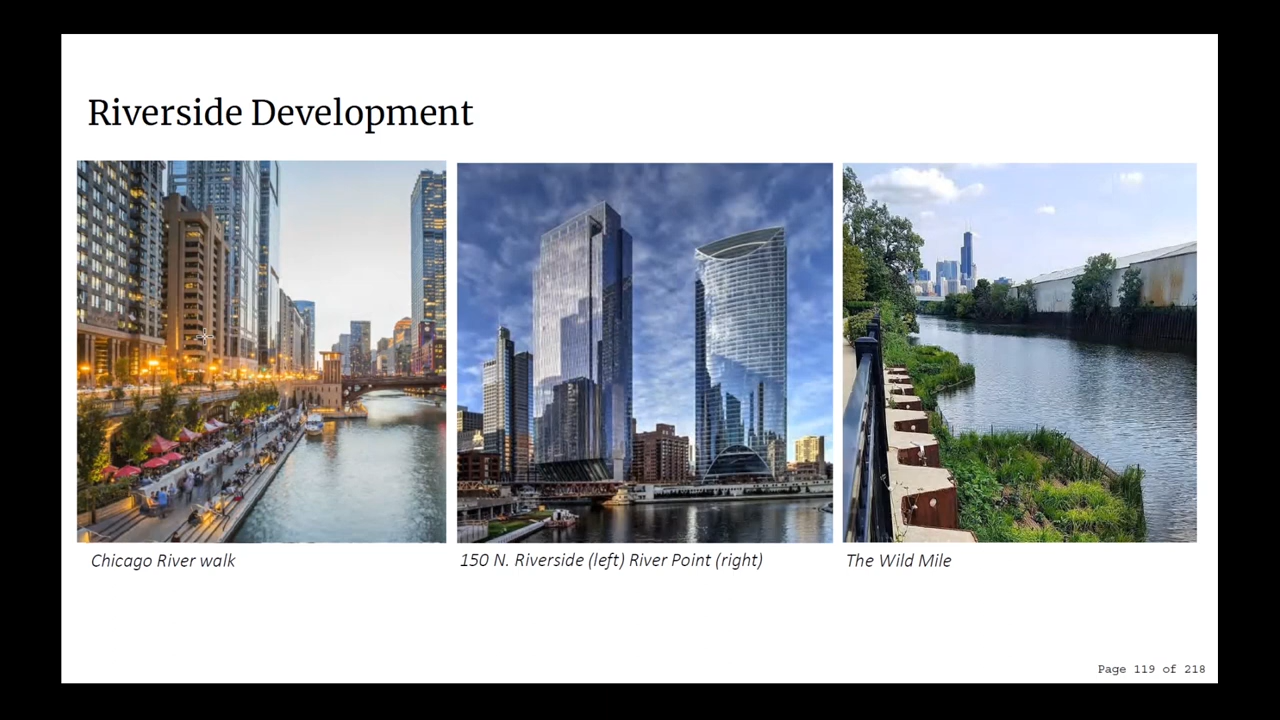 Riverside Development
Chicago River walk
150 N. Riverside (left) River Point (right)
The Wild Mile
Page 119 of 218